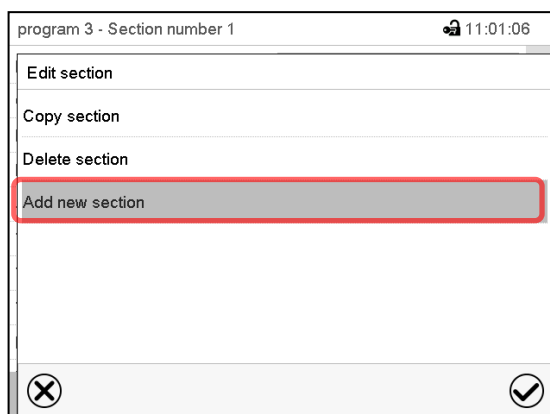 program 3 - Section number 1 11:01:06
Edit section
Copy section
Delete section
Add new section